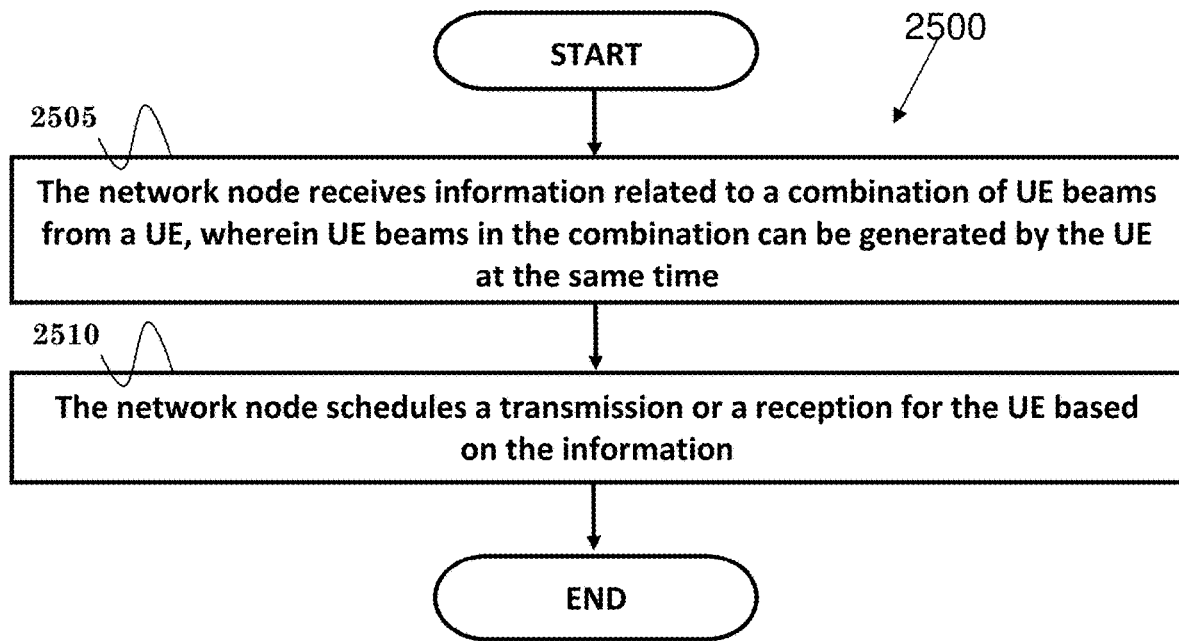 START
2500
2505
The network node receives information related to a combination of UE beams
from a UE, wherein UE beams in the combination can be generated by the UE
at the same time
2510
The network node schedules a transmission or a reception for the UE based
on the information
END